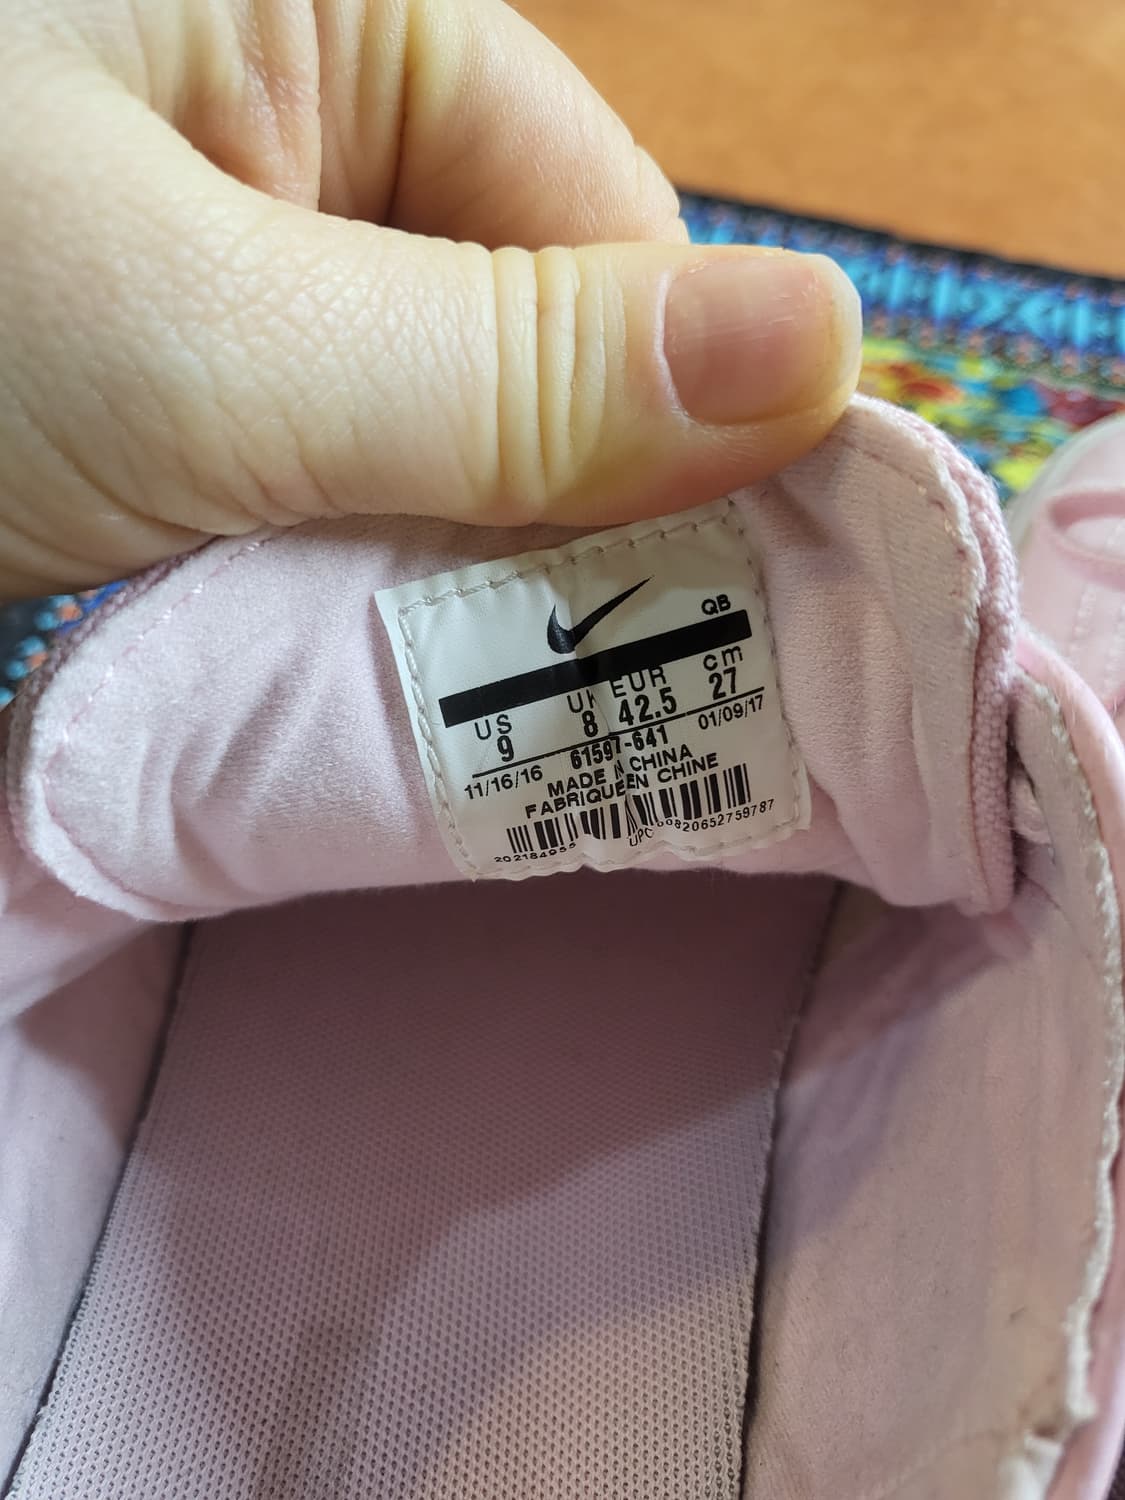 QB
US UK EUR cm
9 8 42.5 27
11/16/16 61597-641 01/09/17
MADE IN CHINA
FABRIQUE EN CHINE
UPC 00820652759787